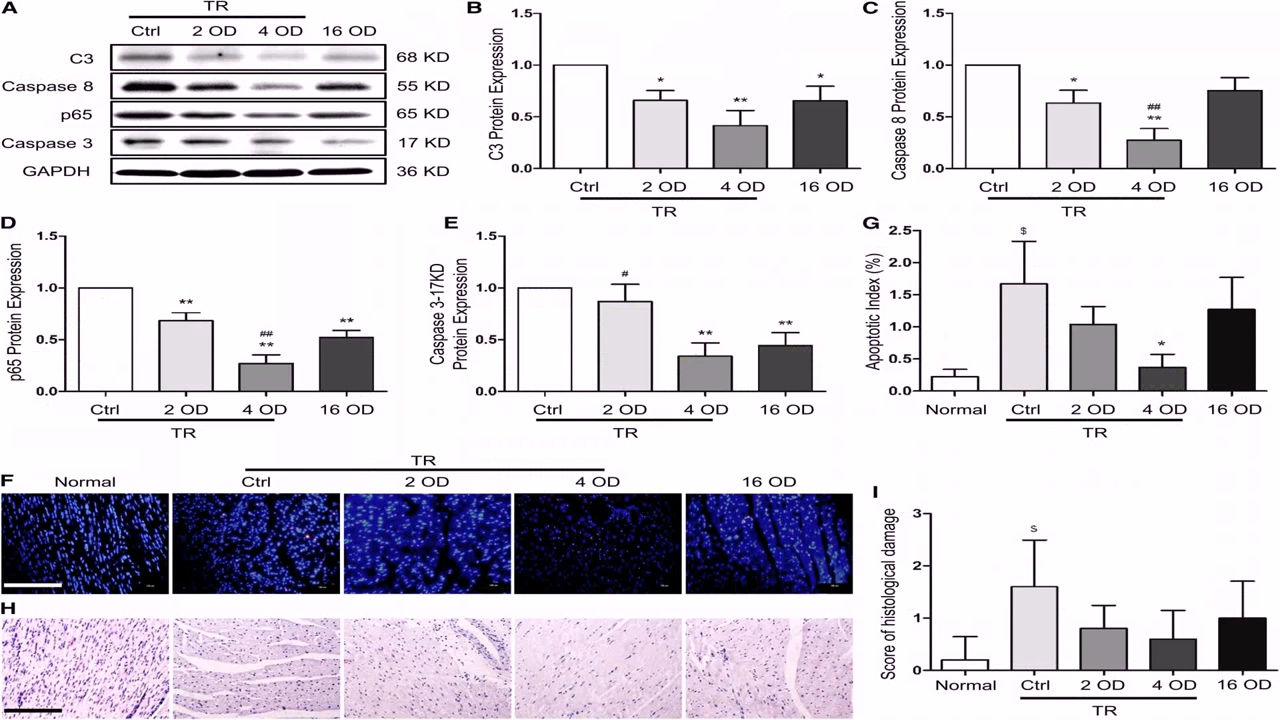 A
TR
Ctrl 2 OD 4 OD 16 OD
C3 68 KD
Caspase 8 55 KD
p65 65 KD
Caspase 3 17 KD
GAPDH 36 KD
B
C3 Protein Expression
1.5
1.0
0.5
0.0
* ** *
Ctrl 2 OD 4 OD 16 OD
TR
C
Caspase 8 Protein Expression
1.5
1.0
0.5
0.0
*
##
**
Ctrl 2 OD 4 OD 16 OD
TR
D
p65 Protein Expression
1.5
1.0
0.5
0.0
**
##
**
**
Ctrl 2 OD 4 OD 16 OD
TR
E
Caspase 3-17KD
Protein Expression
1.5
1.0
0.5
0.0
#
** **
Ctrl 2 OD 4 OD 16 OD
TR
G
Apoptotic Index (%)
2.5
2.0
1.5
1.0
0.5
0.0
$
*
Normal Ctrl 2 OD 4 OD 16 OD
TR
F
TR
Normal Ctrl 2 OD 4 OD 16 OD
H
I
Score of histological damage
3
2
1
0
$
Normal Ctrl 2 OD 4 OD 16 OD
TR